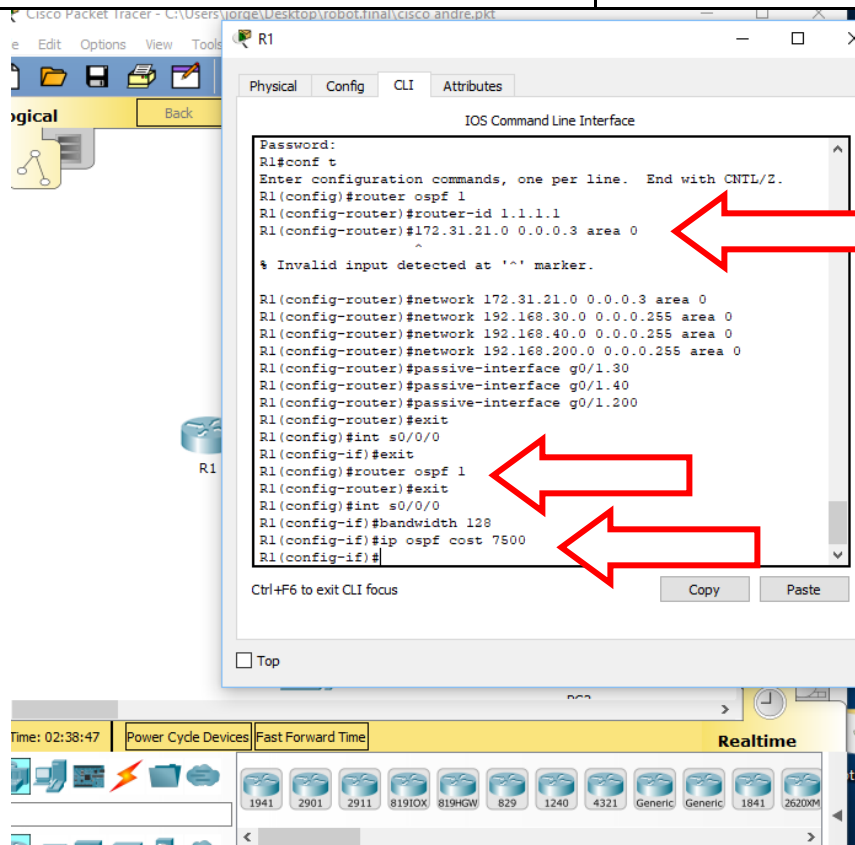 Cisco Packet Tracer - C:\Users\jorge\Desktop\robot.final\cisco andre.pkt
e Edit Options View Tools
ogical
Back
R1
R1
Physical Config CLI Attributes
IOS Command Line Interface
Password:
R1#conf t
Enter configuration commands, one per line. End with CNTL/Z.
R1(config)#router ospf 1
R1(config-router)#router-id 1.1.1.1
R1(config-router)#172.31.21.0 0.0.0.3 area 0
^
% Invalid input detected at '^' marker.
R1(config-router)#network 172.31.21.0 0.0.0.3 area 0
R1(config-router)#network 192.168.30.0 0.0.0.255 area 0
R1(config-router)#network 192.168.40.0 0.0.0.255 area 0
R1(config-router)#network 192.168.200.0 0.0.0.255 area 0
R1(config-router)#passive-interface g0/1.30
R1(config-router)#passive-interface g0/1.40
R1(config-router)#passive-interface g0/1.200
R1(config-router)#exit
R1(config)#int s0/0/0
R1(config-if)#exit
R1(config)#router ospf 1
R1(config-router)#exit
R1(config)#int s0/0/0
R1(config-if)#bandwidth 128
R1(config-if)#ip ospf cost 7500
R1(config-if)#
Ctrl+F6 to exit CLI focus
Copy Paste
Top
Time: 02:38:47 Power Cycle Devices Fast Forward Time
Realtime
1941 2901 2911 819IOX 819HGW 829 1240 4321 Generic Generic 1841 2620XM